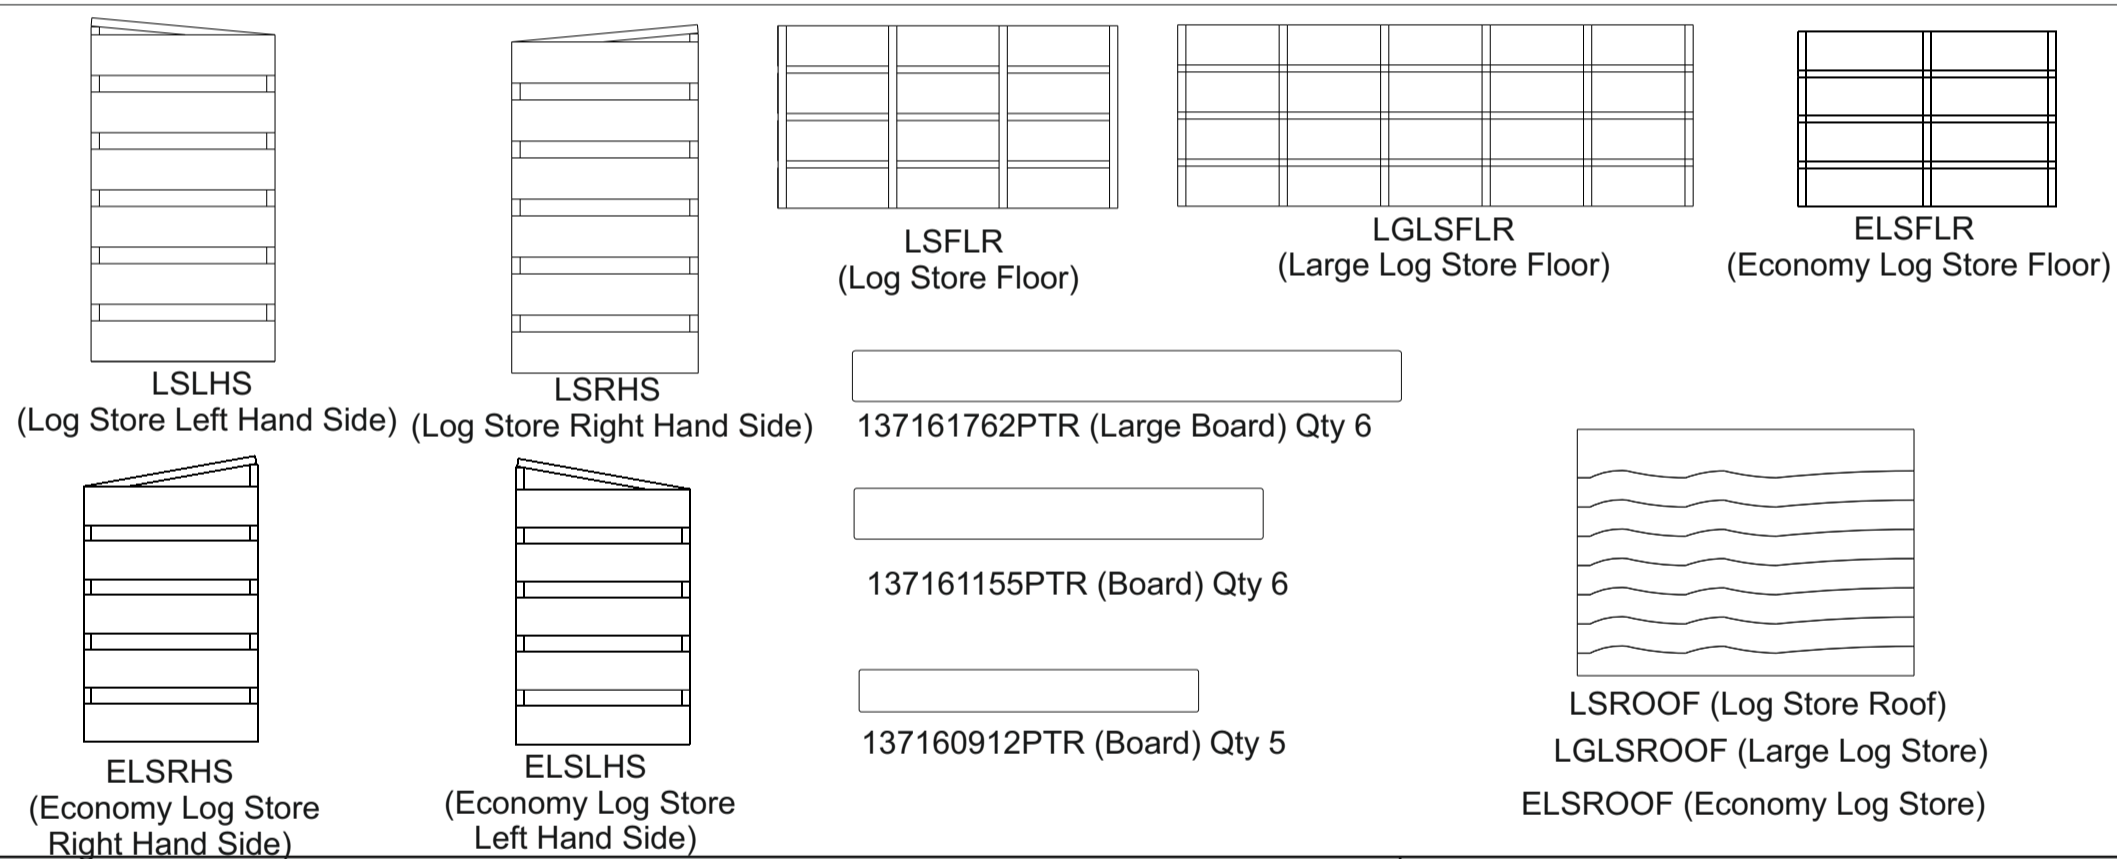 LSLHS
(Log Store Left Hand Side)
LSRHS
(Log Store Right Hand Side)
LSFLR
(Log Store Floor)
LGLSFLR
(Large Log Store Floor)
ELSFLR
(Economy Log Store Floor)
137161762PTR (Large Board) Qty 6
137161155PTR (Board) Qty 6
137160912PTR (Board) Qty 5
ELSRHS
(Economy Log Store
Right Hand Side)
ELSLHS
(Economy Log Store
Left Hand Side)
LSROOF (Log Store Roof)
LGLSROOF (Large Log Store)
ELSROOF (Economy Log Store)